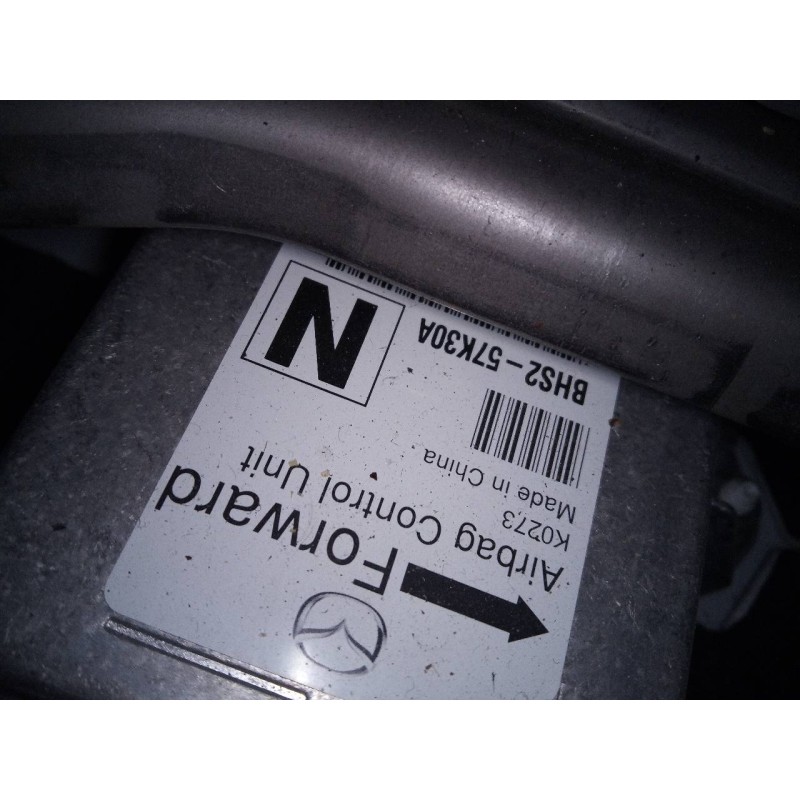 Forward
Airbag Control Unit
K0273
Made in China
BHS2-57K30A
N